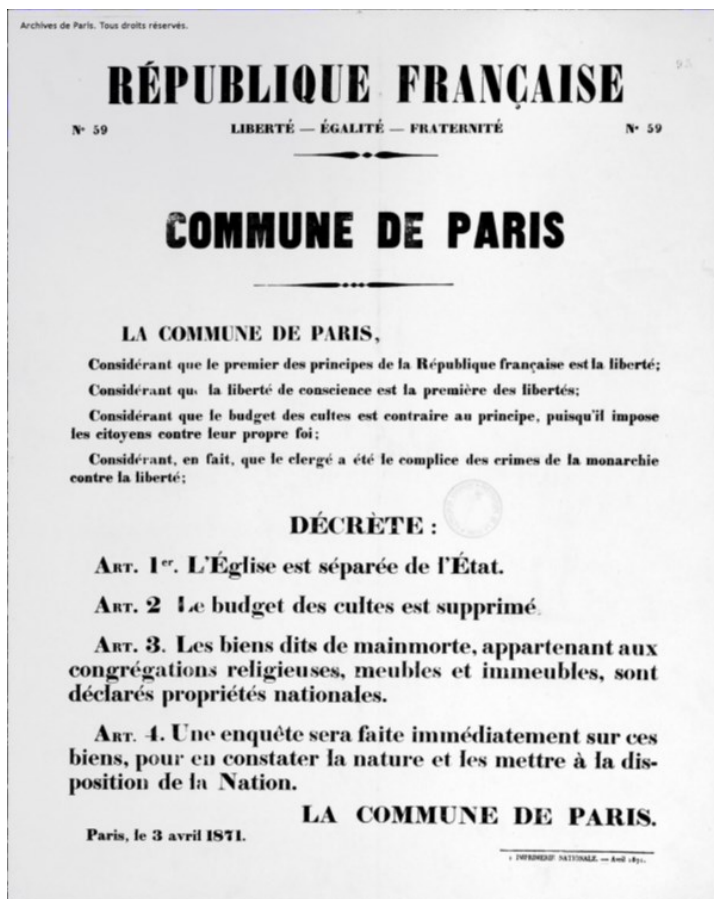 Archives de Paris. Tous droits réservés.
RÉPUBLIQUE FRANÇAISE
N° 59 LIBERTÉ — ÉGALITÉ — FRATERNITÉ N° 59
COMMUNE DE PARIS
LA COMMUNE DE PARIS,
Considérant que le premier des principes de la République française est la liberté;
Considérant que la liberté de conscience est la première des libertés;
Considérant que le budget des cultes est contraire au principe, puisqu'il impose
les citoyens contre leur propre foi;
Considérant, en fait, que le clergé a été le complice des crimes de la monarchie
contre la liberté;
DÉCRÈTE :
ART. 1er. L'Église est séparée de l'État.
ART. 2 Le budget des cultes est supprimé.
ART. 3. Les biens dits de mainmorte, appartenant aux
congrégations religieuses, meubles et immeubles, sont
déclarés propriétés nationales.
ART. 4. Une enquête sera faite immédiatement sur ces
biens, pour en constater la nature et les mettre à la dis-
position de la Nation.
LA COMMUNE DE PARIS.
Paris, le 3 avril 1871.
IMPRIMERIE NATIONALE. — Avril 1871.